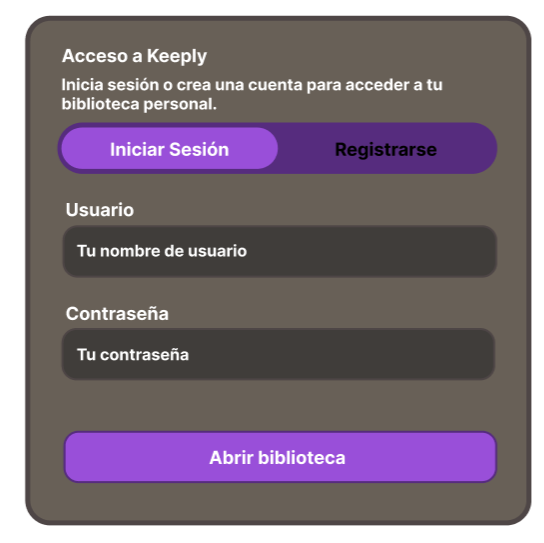 Acceso a Keeply
Inicia sesión o crea una cuenta para acceder a tu
biblioteca personal.
Iniciar Sesión
Registrarse
Usuario
Tu nombre de usuario
Contraseña
Tu contraseña
Abrir biblioteca